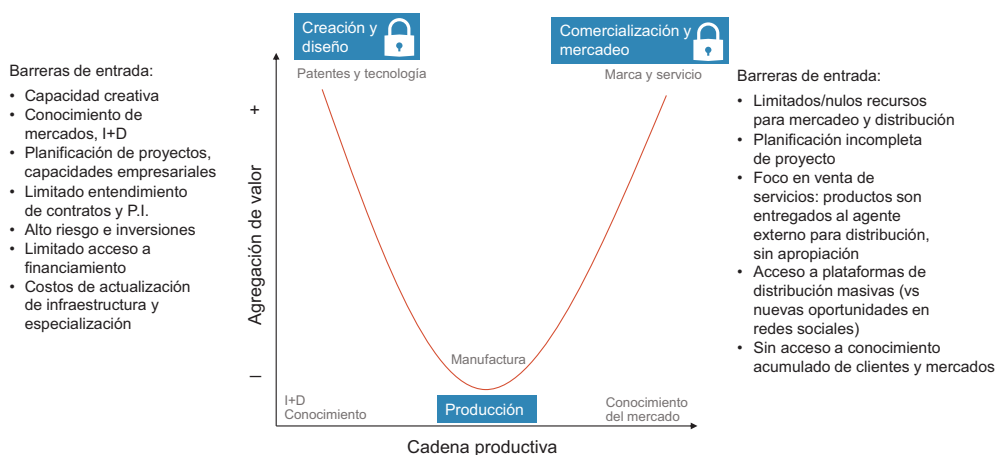 Creación y
diseño
Comercialización y
mercadeo
Barreras de entrada:
• Capacidad creativa
• Conocimiento de
mercados, I+D
• Planificación de proyectos,
capacidades empresariales
• Limitado entendimiento
de contratos y P.I.
• Alto riesgo e inversiones
• Limitado acceso a
financiamiento
• Costos de actualización
de infraestructura y
especialización
Patentes y tecnología
Marca y servicio
+
Agregación de valor
–
Manufactura
I+D
Conocimiento
Producción
Conocimiento
del mercado
Cadena productiva
Barreras de entrada:
• Limitados/nulos recursos
para mercadeo y distribución
• Planificación incompleta
de proyecto
• Foco en venta de
servicios: productos son
entregados al agente
externo para distribución,
sin apropiación
• Acceso a plataformas de
distribución masivas (vs
nuevas oportunidades en
redes sociales)
• Sin acceso a conocimiento
acumulado de clientes y mercados